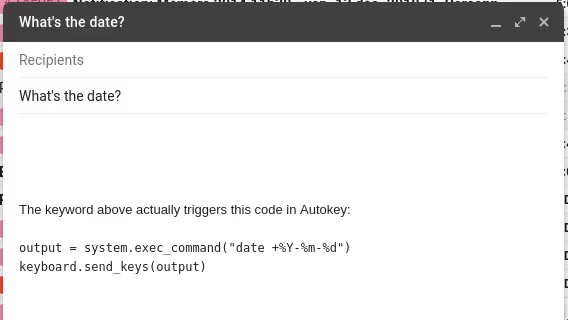 What's the date?
Recipients
What's the date?
The keyword above actually triggers this code in Autokey:
output = system.exec_command("date +%Y-%m-%d")
keyboard.send_keys(output)